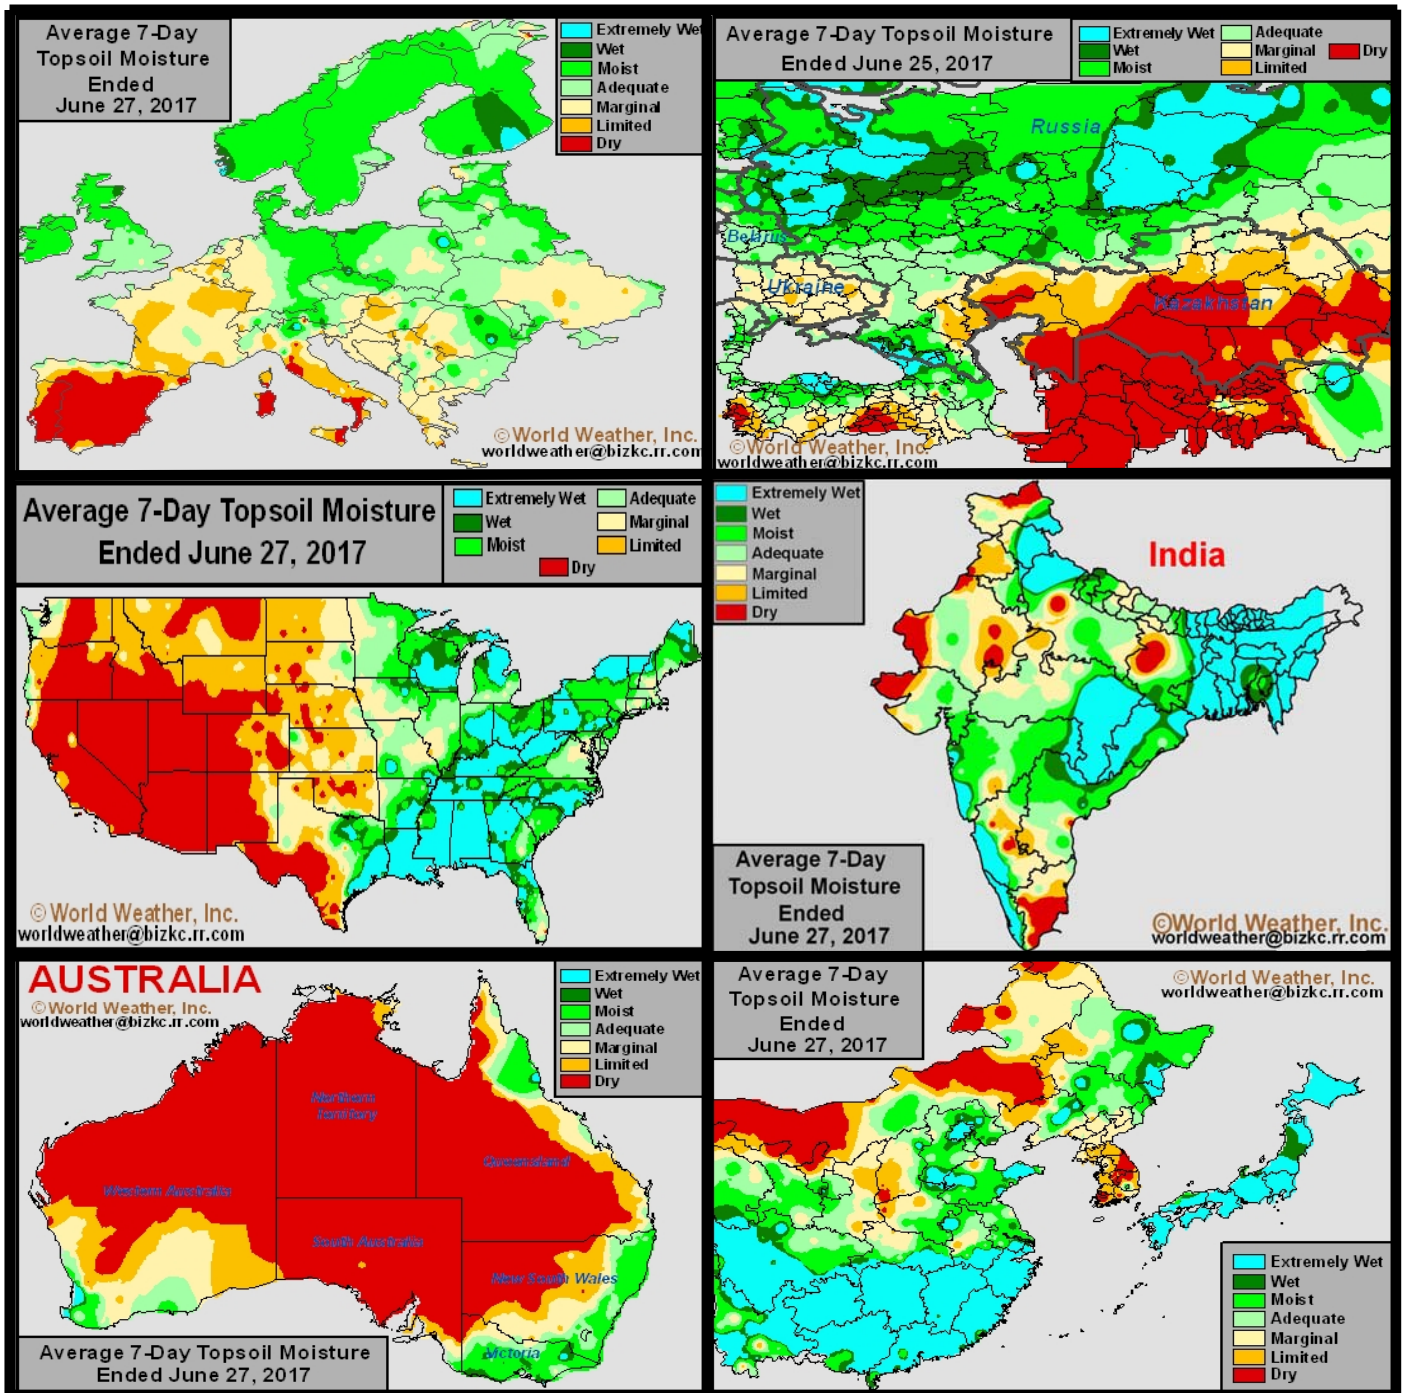 Average 7-Day
Topsoil Moisture
Ended
June 27, 2017
Extremely Wet
Wet
Moist
Adequate
Marginal
Limited
Dry
©World Weather, Inc.
worldweather@bizkc.rr.com
Average 7-Day Topsoil Moisture
Ended June 25, 2017
Extremely Wet
Wet
Moist
Adequate
Marginal
Limited
Dry
Russia
Belarus
Ukraine
Kazakhstan
©World Weather, Inc.
worldweather@bizkc.rr.com
Average 7-Day Topsoil Moisture
Ended June 27, 2017
Extremely Wet
Wet
Moist
Adequate
Marginal
Limited
Dry
©World Weather, Inc.
worldweather@bizkc.rr.com
Extremely Wet
Wet
Moist
Adequate
Marginal
Limited
Dry
India
Average 7-Day
Topsoil Moisture
Ended
June 27, 2017
©World Weather, Inc.
worldweather@bizkc.rr.com
AUSTRALIA
©World Weather, Inc.
worldweather@bizkc.rr.com
Extremely Wet
Wet
Moist
Adequate
Marginal
Limited
Dry
Northern
Territory
Queensland
Western Australia
South Australia
New South Wales
Victoria
Average 7-Day Topsoil Moisture
Ended June 27, 2017
Average 7-Day
Topsoil Moisture
Ended
June 27, 2017
©World Weather, Inc.
worldweather@bizkc.rr.com
Extremely Wet
Wet
Moist
Adequate
Marginal
Limited
Dry